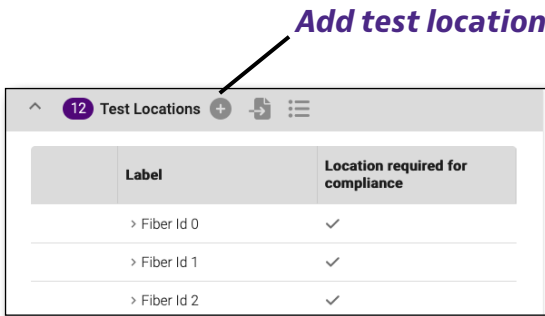 Add test location
12 Test Locations
Label
Location required for
compliance
> Fiber Id 0
> Fiber Id 1
> Fiber Id 2